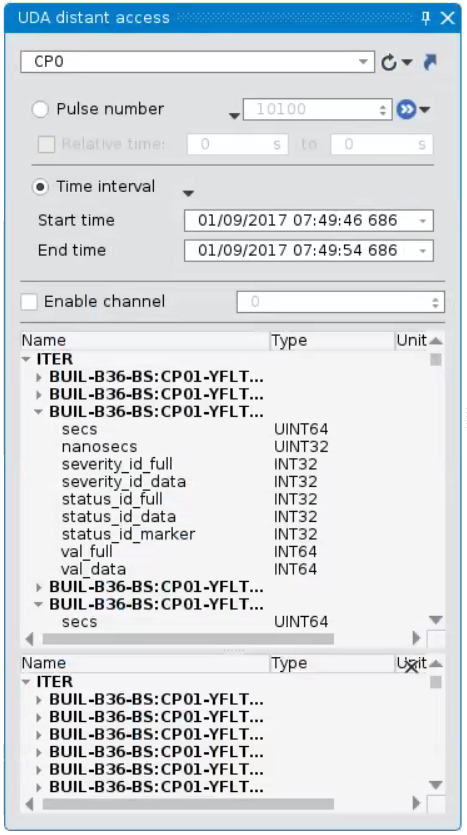 UDA distant access
CP0
Pulse number 10100
Relative time: 0 s to 0 s
Time interval
Start time 01/09/2017 07:49:46 686
End time 01/09/2017 07:49:54 686
Enable channel 0
Name Type Unit
ITER
BUIL-B36-BS:CP01-YFLT...
BUIL-B36-BS:CP01-YFLT...
BUIL-B36-BS:CP01-YFLT...
secs UINT64
nanosecs UINT32
severity_id_full INT32
severity_id_data INT32
status_id_full INT32
status_id_data INT32
status_id_marker INT32
val_full INT64
val_data INT64
BUIL-B36-BS:CP01-YFLT...
BUIL-B36-BS:CP01-YFLT...
secs UINT64
Name Type Unit
ITER
BUIL-B36-BS:CP01-YFLT...
BUIL-B36-BS:CP01-YFLT...
BUIL-B36-BS:CP01-YFLT...
BUIL-B36-BS:CP01-YFLT...
BUIL-B36-BS:CP01-YFLT...
BUIL-B36-BS:CP01-YFLT...